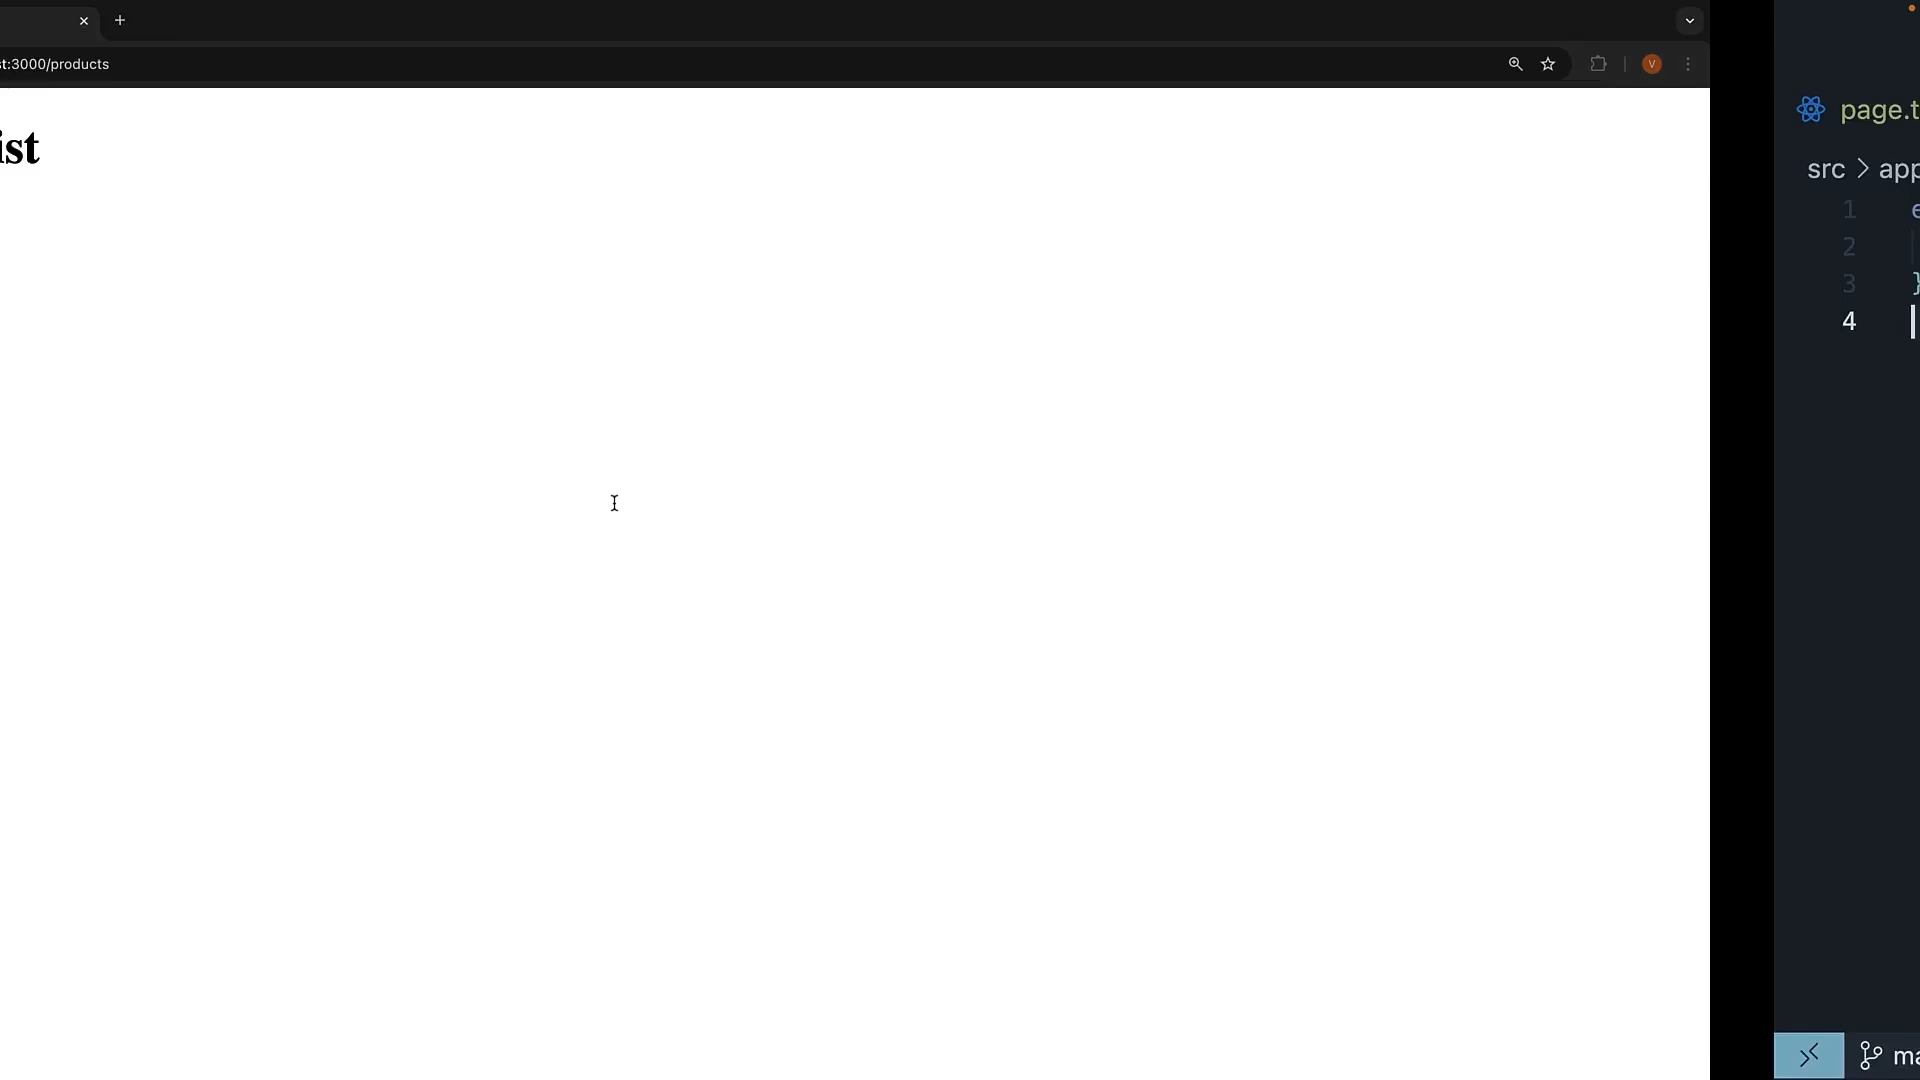 t:3000/products
V
ist
page.t
src > app
1 e
2
3 }
4
ma